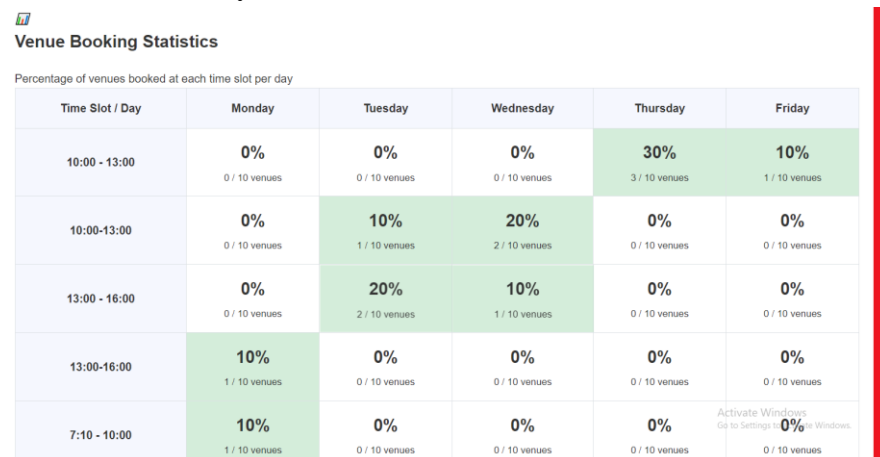 Venue Booking Statistics
Percentage of venues booked at each time slot per day
Time Slot / Day Monday Tuesday Wednesday Thursday Friday
10:00 - 13:00 0% 0% 0% 30% 10%
0 / 10 venues 0 / 10 venues 0 / 10 venues 3 / 10 venues 1 / 10 venues
10:00-13:00 0% 10% 20% 0% 0%
0 / 10 venues 1 / 10 venues 2 / 10 venues 0 / 10 venues 0 / 10 venues
13:00 - 16:00 0% 20% 10% 0% 0%
0 / 10 venues 2 / 10 venues 1 / 10 venues 0 / 10 venues 0 / 10 venues
13:00-16:00 10% 0% 0% 0% 0%
1 / 10 venues 0 / 10 venues 0 / 10 venues 0 / 10 venues 0 / 10 venues
7:10 - 10:00 10% 0% 0% 0% 0%
1 / 10 venues 0 / 10 venues 0 / 10 venues 0 / 10 venues 0 / 10 venues
Activate Windows
Go to Settings Windows.